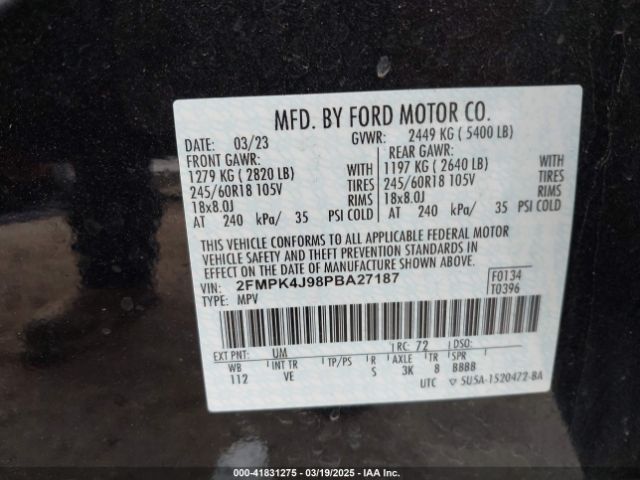 MFD. BY FORD MOTOR CO.
DATE: 03/23 GVWR: 2449 KG ( 5400 LB)
FRONT GAWR: REAR GAWR:
1279 KG ( 2820 LB) WITH 1197 KG ( 2640 LB) WITH
245/60R18 105V TIRES 245/60R18 105V TIRES
18x8.0J RIMS 18x8.0J RIMS
AT 240 kPa/ 35 PSI COLD AT 240 kPa/ 35 PSI COLD
THIS VEHICLE CONFORMS TO ALL APPLICABLE FEDERAL MOTOR
VEHICLE SAFETY AND THEFT PREVENTION STANDARDS IN
EFFECT ON THE DATE OF MANUFACTURE SHOWN ABOVE.
VIN: 2FMPK4J98PBA27187 F0134
TYPE: MPV T0396
EXT PNT: UM RC: 72 DSO:
WB INT TR TP/PS R AXLE TR SPR
112 VE S 3K 8 BBBB
UTC ▽ 5U5A-1520472-BA
000-41831275 — 03/19/2025 — IAA Inc.